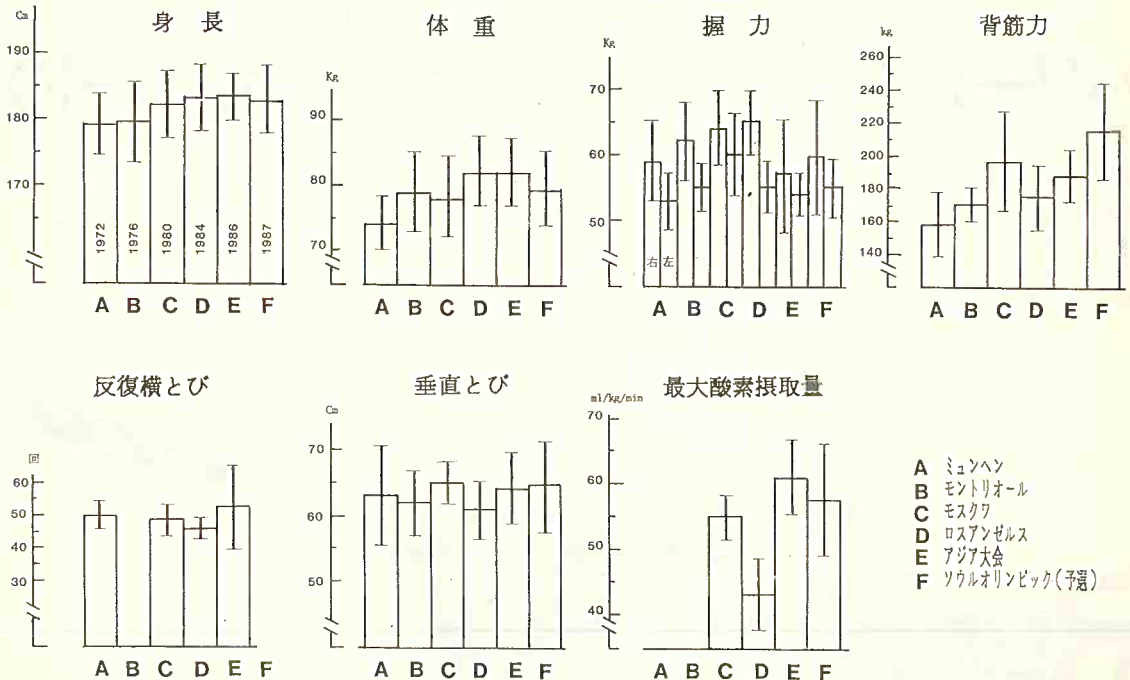 身長
Cm
190
180
170
1972
1976
1980
1984
1986
1987
A B C D E F
体重
Kg
90
80
70
A B C D E F
握力
Kg
70
60
50
右 左
A B C D E F
背筋力
kg
260
240
220
200
180
160
140
A B C D E F
反復横とび
回
60
50
40
30
A B C D E F
垂直とび
Cm
70
60
50
A B C D E F
最大酸素摂取量
ml/kg/min
70
60
50
40
A B C D E F
A ミュンヘン
B モントリオール
C モスクワ
D ロスアンゼルス
E アジア大会
F ソウルオリンピック(予選)